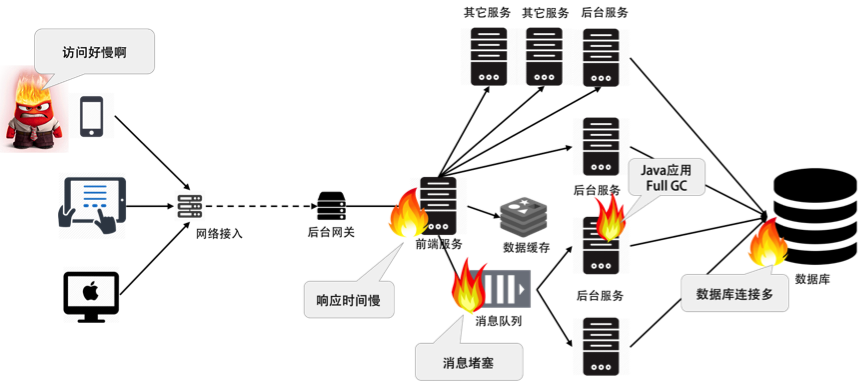 其它服务
其它服务
后台服务
访问好慢啊
Java应用
Full GC
后台服务
网络接入
后台网关
前端服务
数据缓存
数据库
响应时间慢
消息队列
后台服务
数据库连接多
消息堵塞